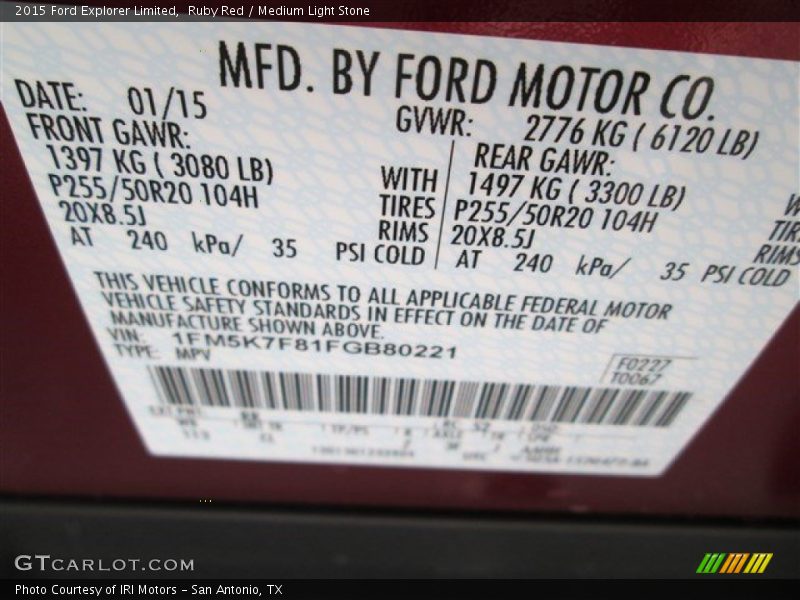 2015 Ford Explorer Limited, Ruby Red / Medium Light Stone
MFD. BY FORD MOTOR CO.
DATE: 01/15 GVWR: 2776 KG ( 6120 LB)
FRONT GAWR: REAR GAWR:
1397 KG ( 3080 LB) WITH 1497 KG ( 3300 LB)
P255/50R20 104H TIRES P255/50R20 104H
20X8.5J RIMS 20X8.5J RIMS
AT 240 kPa/ 35 PSI COLD AT 240 kPa/ 35 PSI COLD
THIS VEHICLE CONFORMS TO ALL APPLICABLE FEDERAL MOTOR
VEHICLE SAFETY STANDARDS IN EFFECT ON THE DATE OF
MANUFACTURE SHOWN ABOVE.
VIN: 1FM5K7F81FGB80221
TYPE: MPV
F0227
T0067
RR
GTCARLOT.COM
Photo Courtesy of IRI Motors – San Antonio, TX